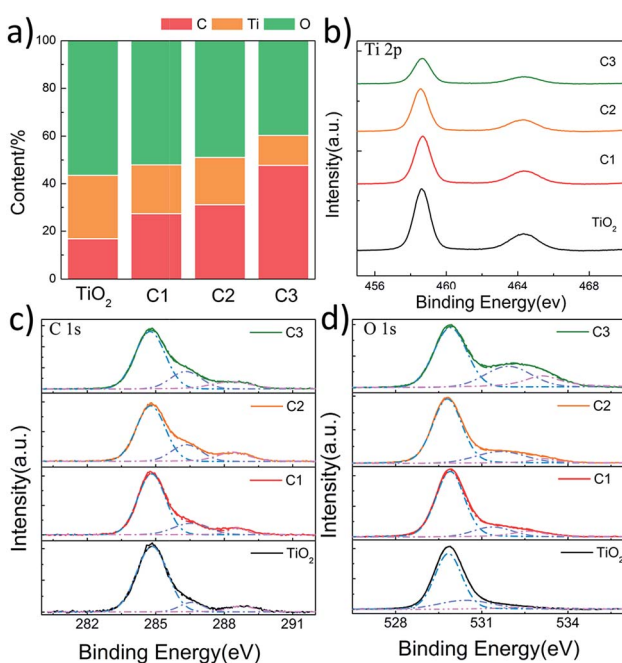 a)
C Ti O
Content/%
100
80
60
40
20
0
TiO2 C1 C2 C3
b)
Ti 2p
C3
C2
C1
TiO2
Intensity(a.u.)
456 460 464 468
Binding Energy(ev)
c)
C 1s
C3
C2
C1
TiO2
Intensity(a.u.)
282 285 288 291
Binding Energy(eV)
d)
O 1s
C3
C2
C1
TiO2
Intensity(a.u.)
528 531 534
Binding Energy(eV)